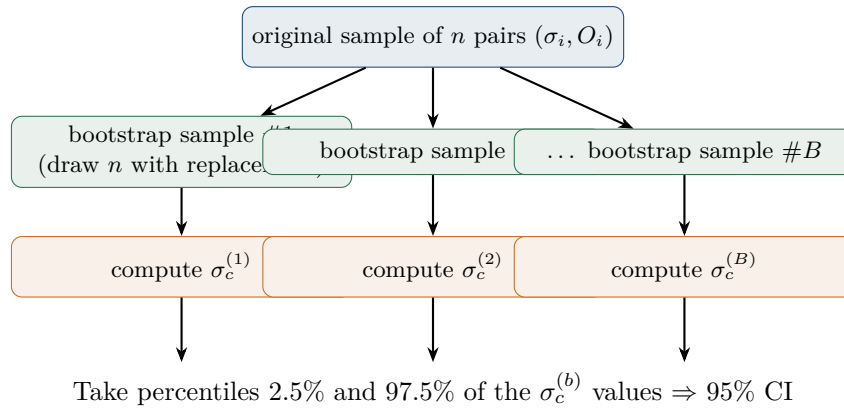 original sample of n pairs (σ_i, O_i)
bootstrap sample
(draw n with
bootstrap sample
... bootstrap sample #B
compute σ_c^(1)
compute σ_c^(2)
compute σ_c^(B)
Take percentiles 2.5% and 97.5% of the σ_c^(b) values ⇒ 95% CI